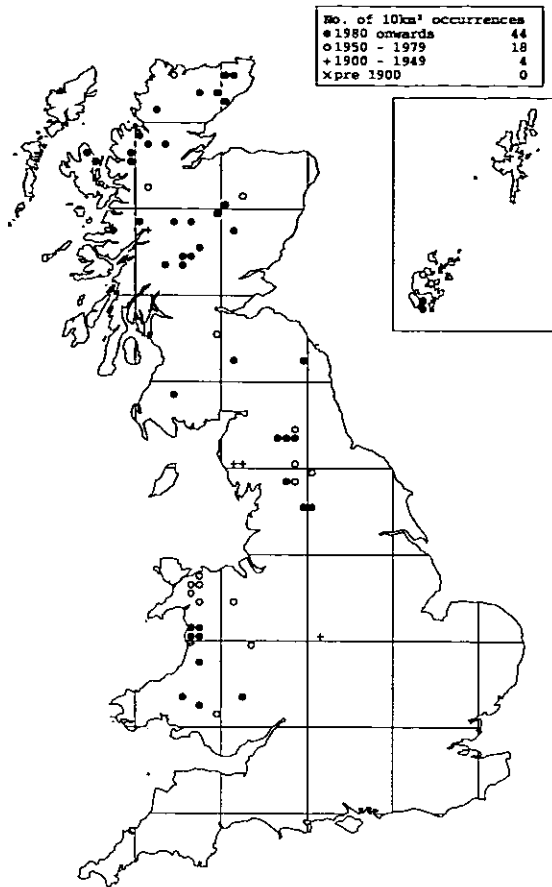 No. of 10km² occurrences
● 1980 onwards 44
○ 1950 - 1979 18
+ 1900 - 1949 4
× pre 1900 0